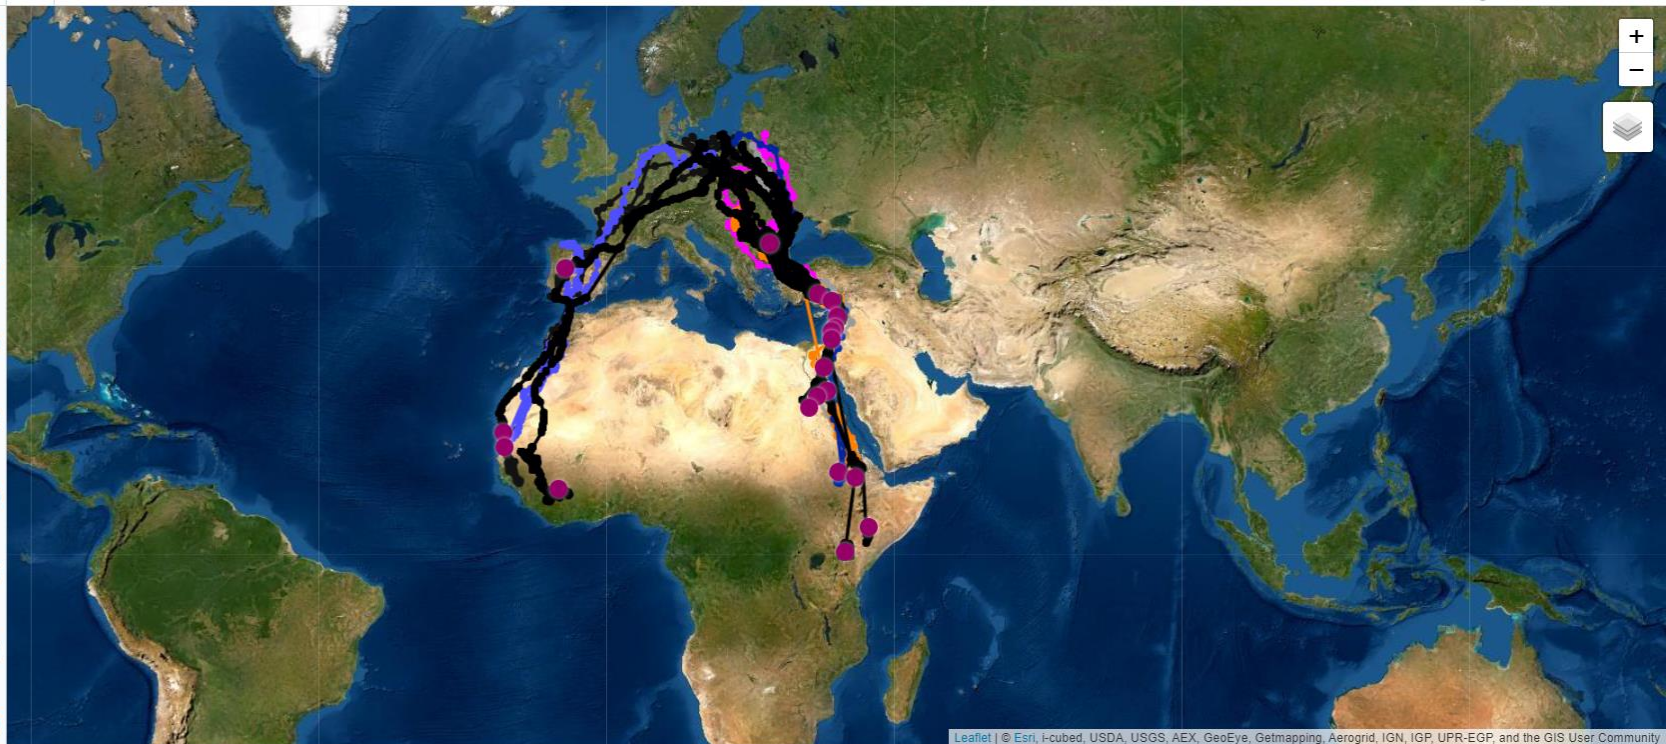 +
−
Leaflet | © Esri, i-cubed, USDA, USGS, AEX, GeoEye, Getmapping, Aerogrid, IGN, IGP, UPR-EGP, and the GIS User Community